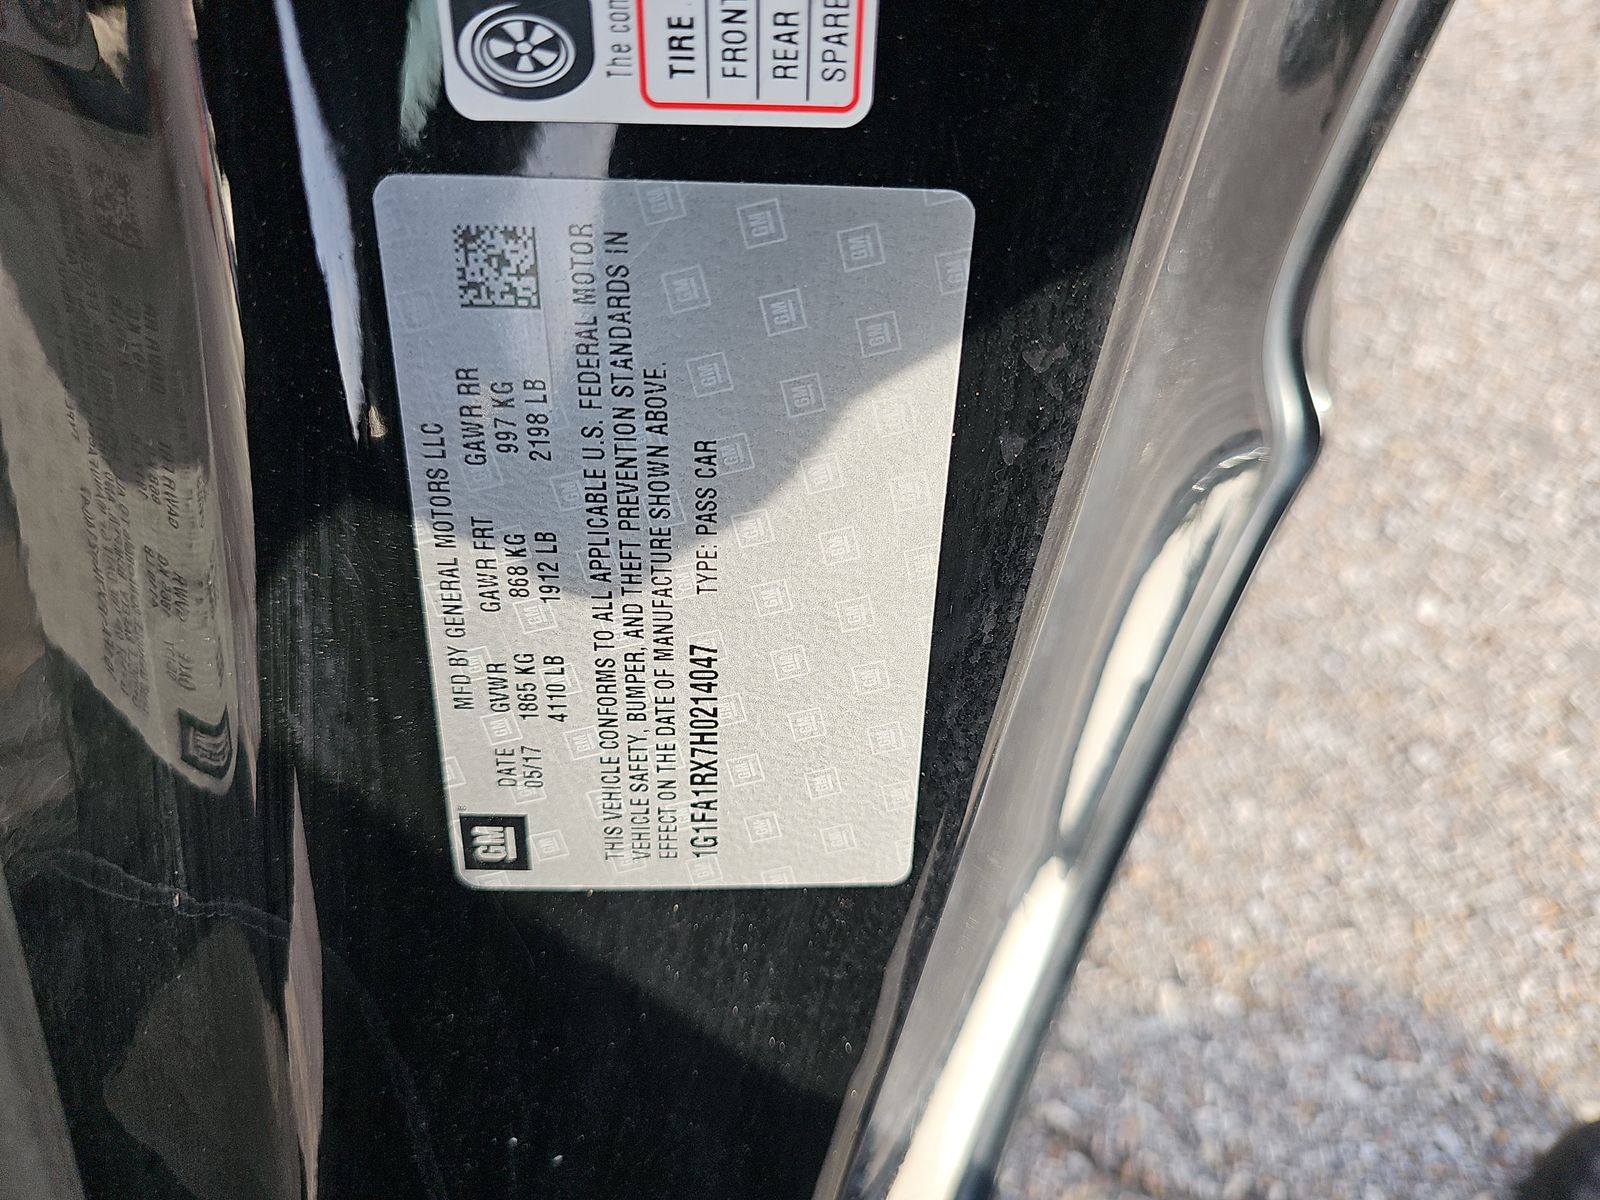 The con
TIRE
FRONT
REAR
SPARE
GM
MFD BY GENERAL MOTORS LLC
DATE GVWR GAWR FRT GAWR RR
05/17 1865 KG 868 KG 997 KG
4110 LB 1912 LB 2198 LB
THIS VEHICLE CONFORMS TO ALL APPLICABLE U.S. FEDERAL MOTOR
VEHICLE SAFETY, BUMPER, AND THEFT PREVENTION STANDARDS IN
EFFECT ON THE DATE OF MANUFACTURE SHOWN ABOVE.
1G1FA1RX7H0214047 TYPE: PASS CAR